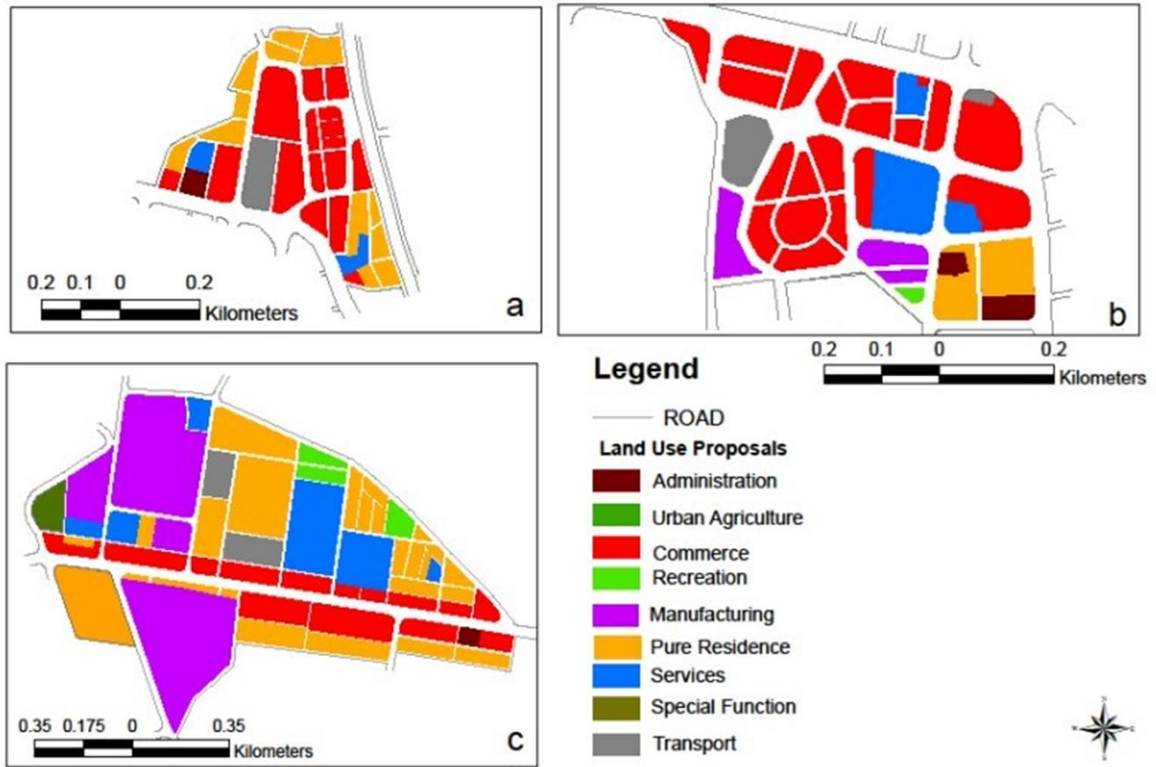 0.2 0.1 0 0.2
Kilometers
a
b
0.2 0.1 0 0.2
Kilometers
0.35 0.175 0 0.35
Kilometers
c
Legend
ROAD
Land Use Proposals
Administration
Urban Agriculture
Commerce
Recreation
Manufacturing
Pure Residence
Services
Special Function
Transport